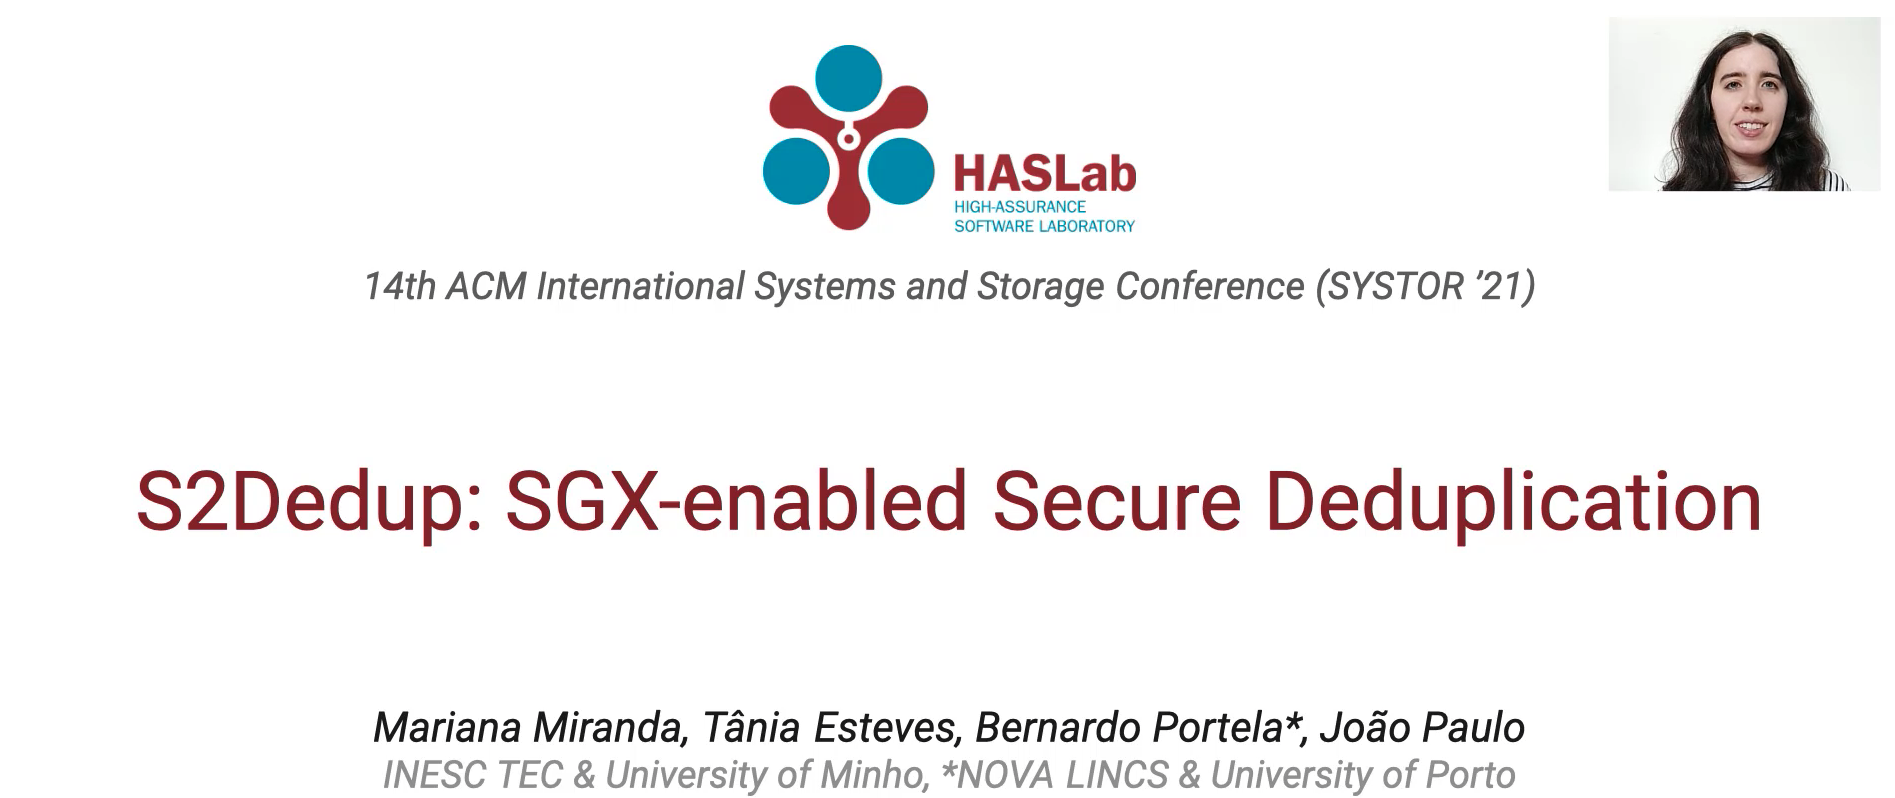 HASLab
HIGH-ASSURANCE
SOFTWARE LABORATORY
14th ACM International Systems and Storage Conference (SYSTOR ’21)
S2Dedup: SGX-enabled Secure Deduplication
Mariana Miranda, Tânia Esteves, Bernardo Portela*, João Paulo
INESC TEC & University of Minho, *NOVA LINCS & University of Porto